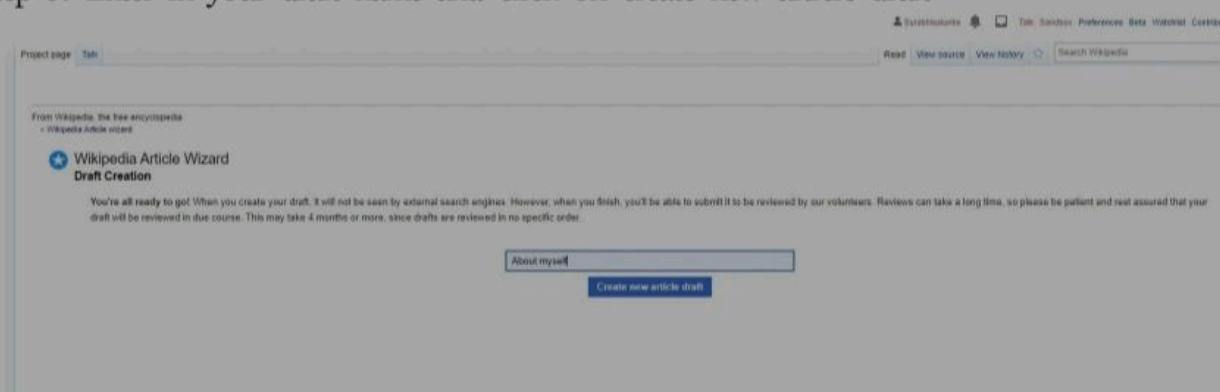 Talk Sandbox Preferences Beta Watchlist
Project page Talk
Read View source View history Search Wikipedia
From Wikipedia, the free encyclopedia
< Wikipedia Article wizard
Wikipedia Article Wizard
Draft Creation
You're all ready to go! When you create your draft, it will not be seen by external search engines. However, when you finish, you'll be able to submit it to be reviewed by our volunteers. Reviews can take a long time, so please be patient and rest assured that your
draft will be reviewed in due course. This may take 4 months or more, since drafts are reviewed in no specific order.
About myself
Create new article draft